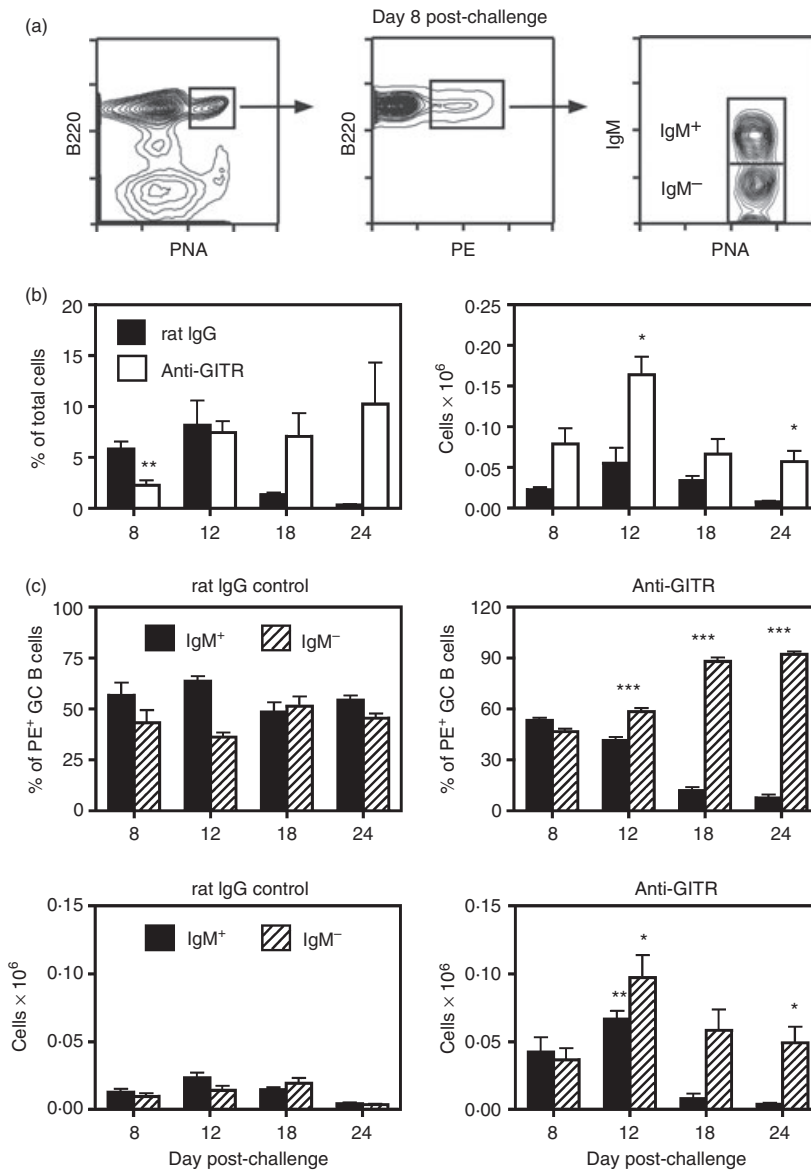 (a)
Day 8 post-challenge
B220
PNA
B220
PE
IgM
IgM+
IgM−
PNA
(b)
% of total cells
20
15
10
5
0
rat IgG
Anti-GITR
**
8 12 18 24
Cells × 10⁶
0·25
0·20
0·15
0·10
0·05
0·00
*
*
8 12 18 24
(c)
rat IgG control
% of PE+ GC B cells
100
75
50
25
0
IgM+ IgM−
8 12 18 24
Anti-GITR
% of PE+ GC B cells
120
90
60
30
0
***
***
***
8 12 18 24
rat IgG control
Cells × 10⁶
0·15
0·10
0·05
0·00
IgM+ IgM−
8 12 18 24
Day post-challenge
Anti-GITR
Cells × 10⁶
0·15
0·10
0·05
0·00
**
*
*
8 12 18 24
Day post-challenge